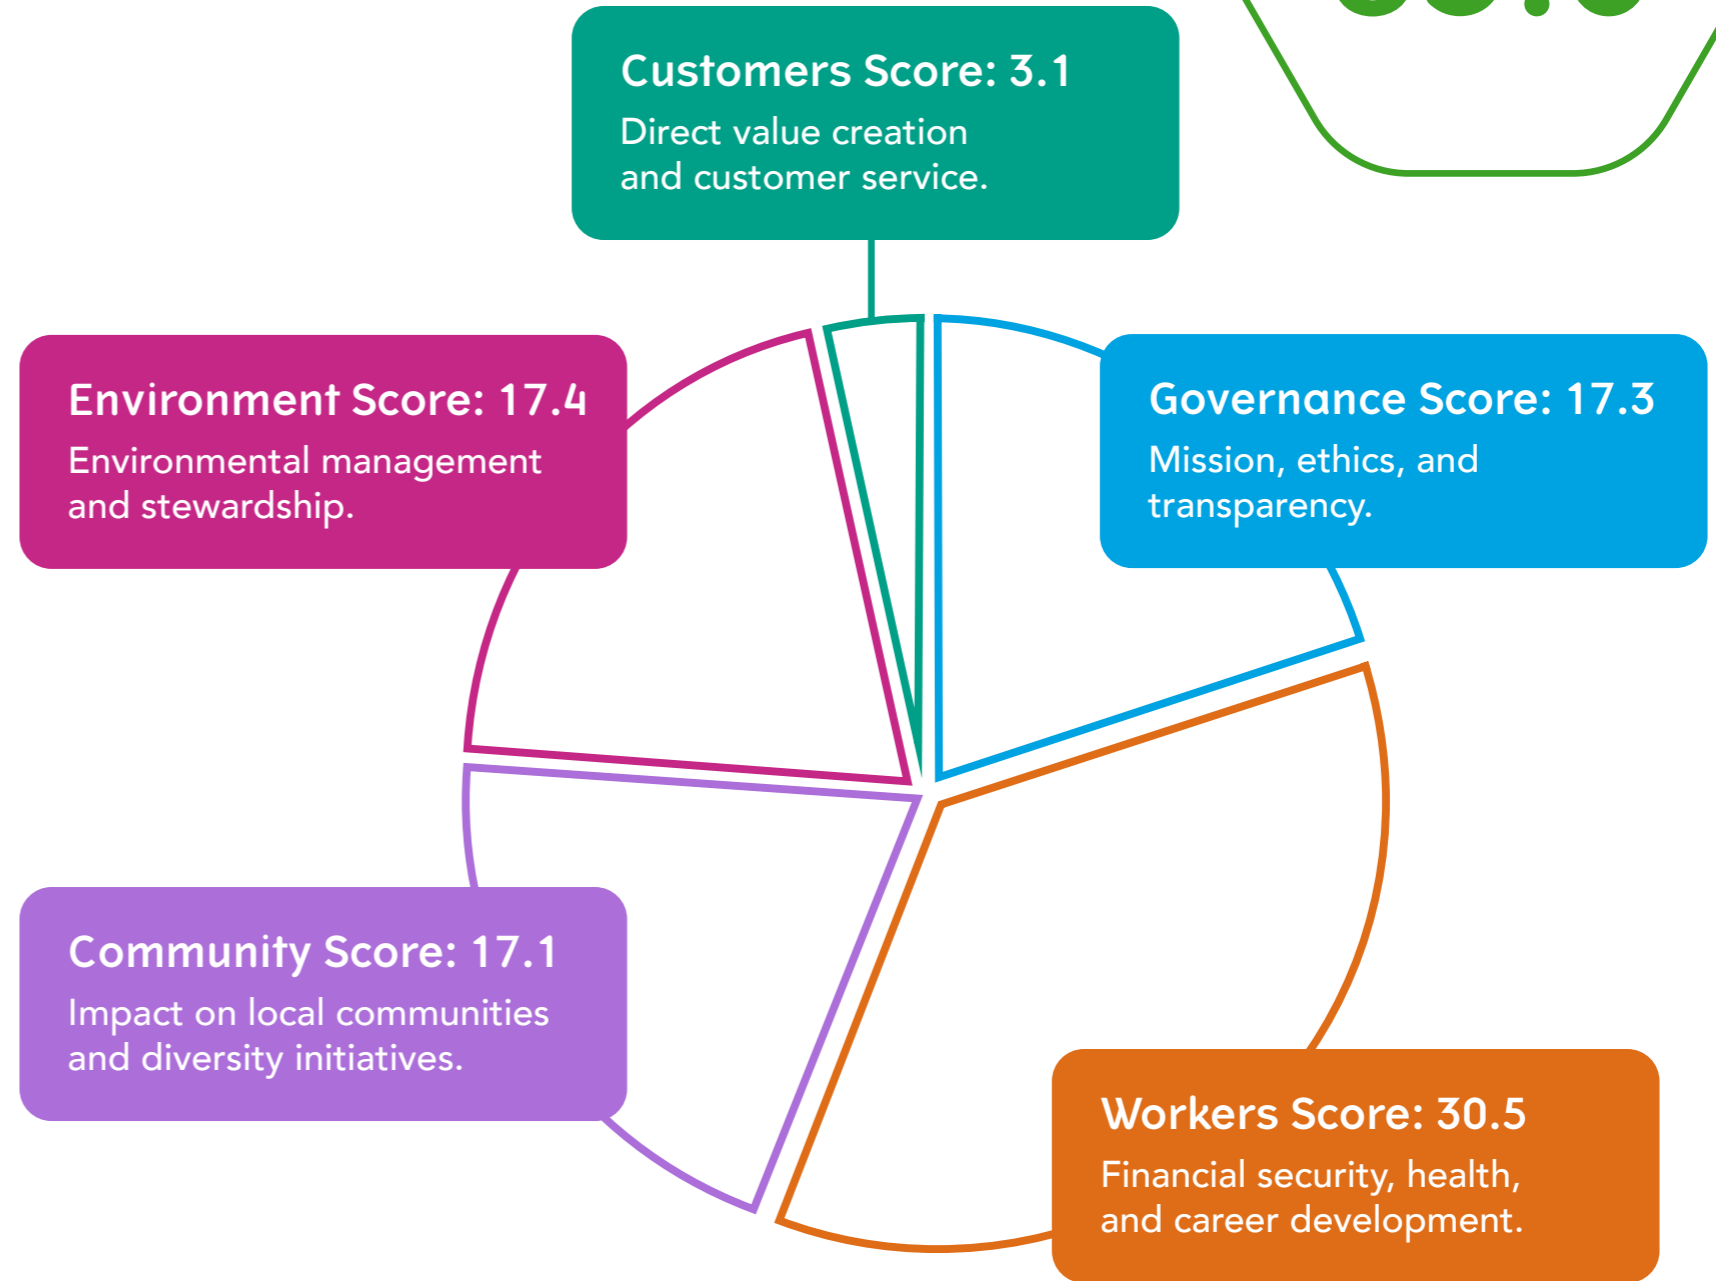 Customers Score: 3.1
Direct value creation
and customer service.
Environment Score: 17.4
Environmental management
and stewardship.
Governance Score: 17.3
Mission, ethics, and
transparency.
Community Score: 17.1
Impact on local communities
and diversity initiatives.
Workers Score: 30.5
Financial security, health,
and career development.